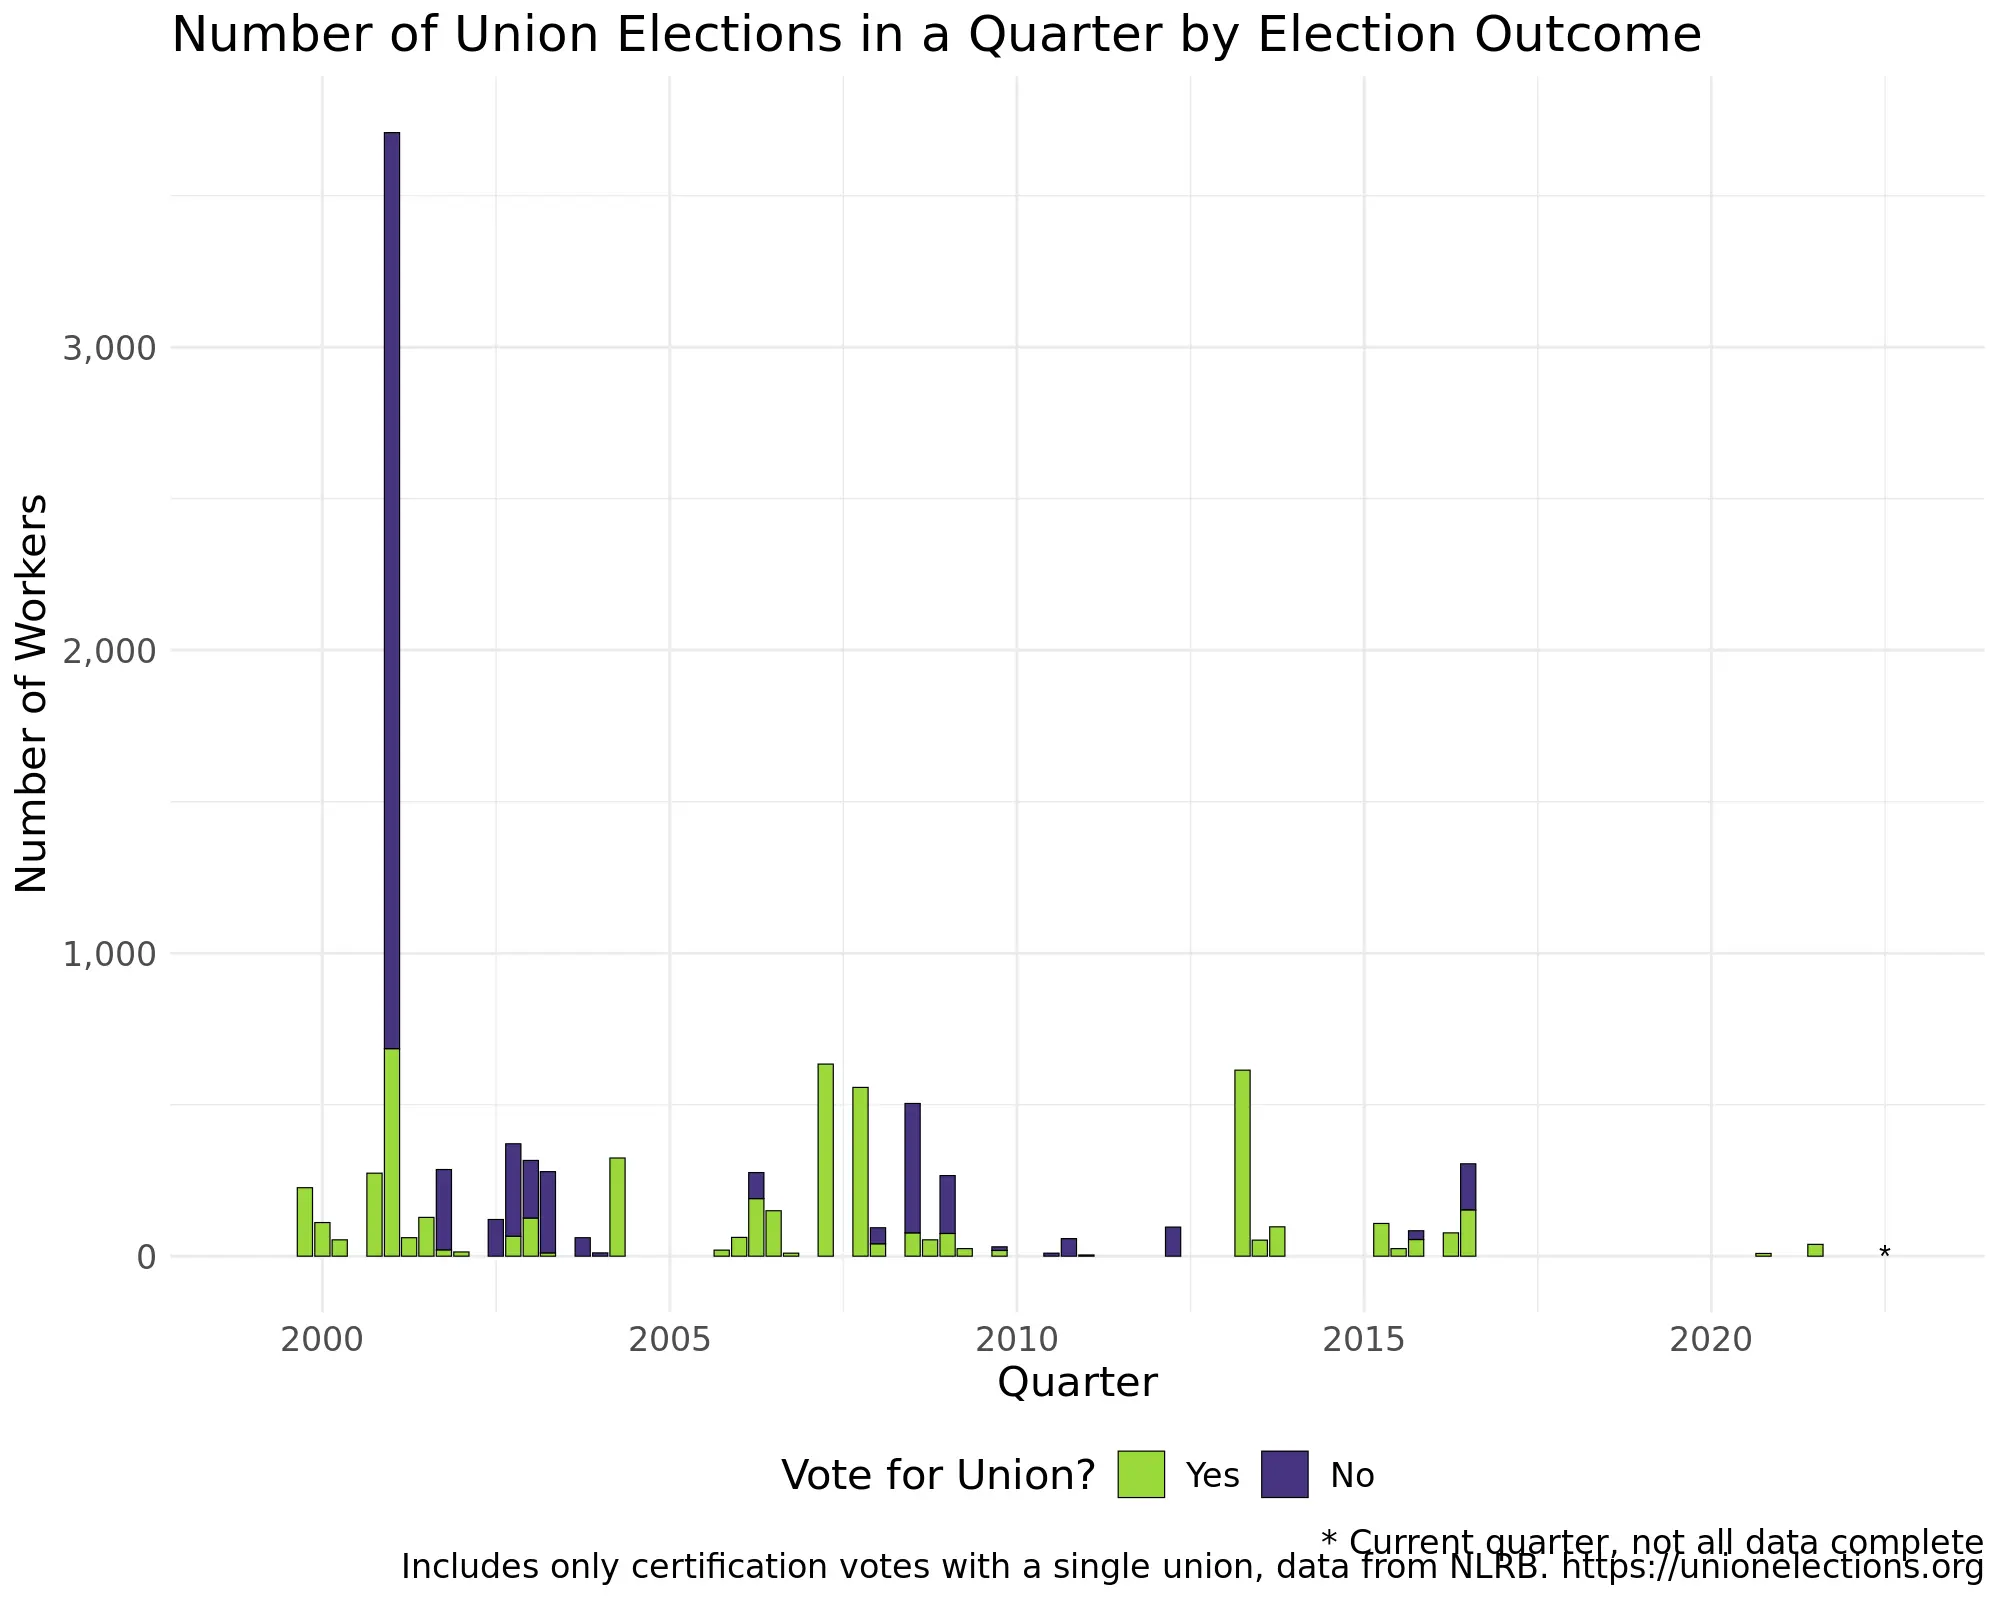 Number of Union Elections in a Quarter by Election Outcome
Number of Workers
3,000
2,000
1,000
0
*
2000 2005 2010 2015 2020
Quarter
Vote for Union? Yes No
* Current quarter, not all data complete
Includes only certification votes with a single union, data from NLRB. https://unionelections.org